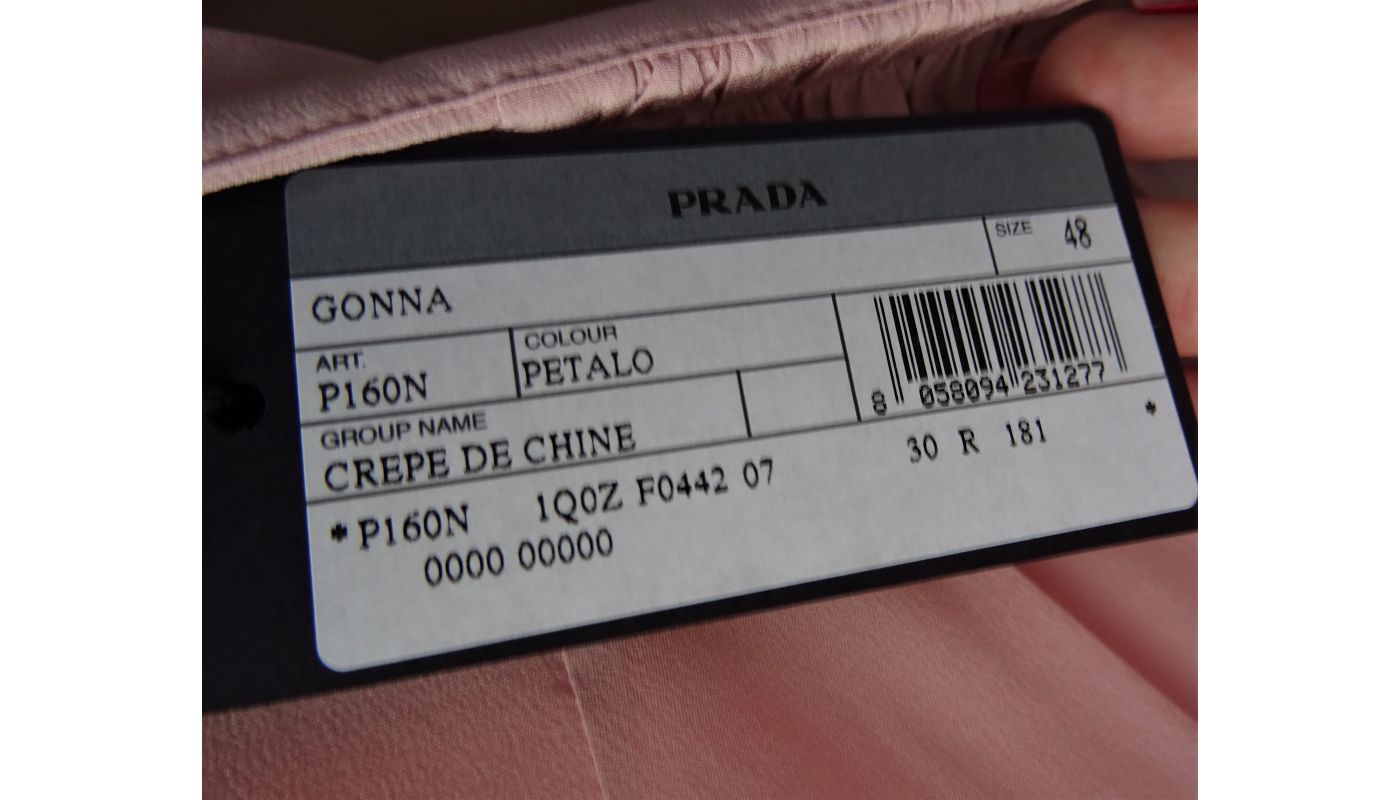 PRADA
SIZE 48
GONNA
ART. COLOUR
P160N PETALO
GROUP NAME
CREPE DE CHINE
8 058094 231277
*P160N 1Q0Z F0442 07 30 R 181 *
0000 00000